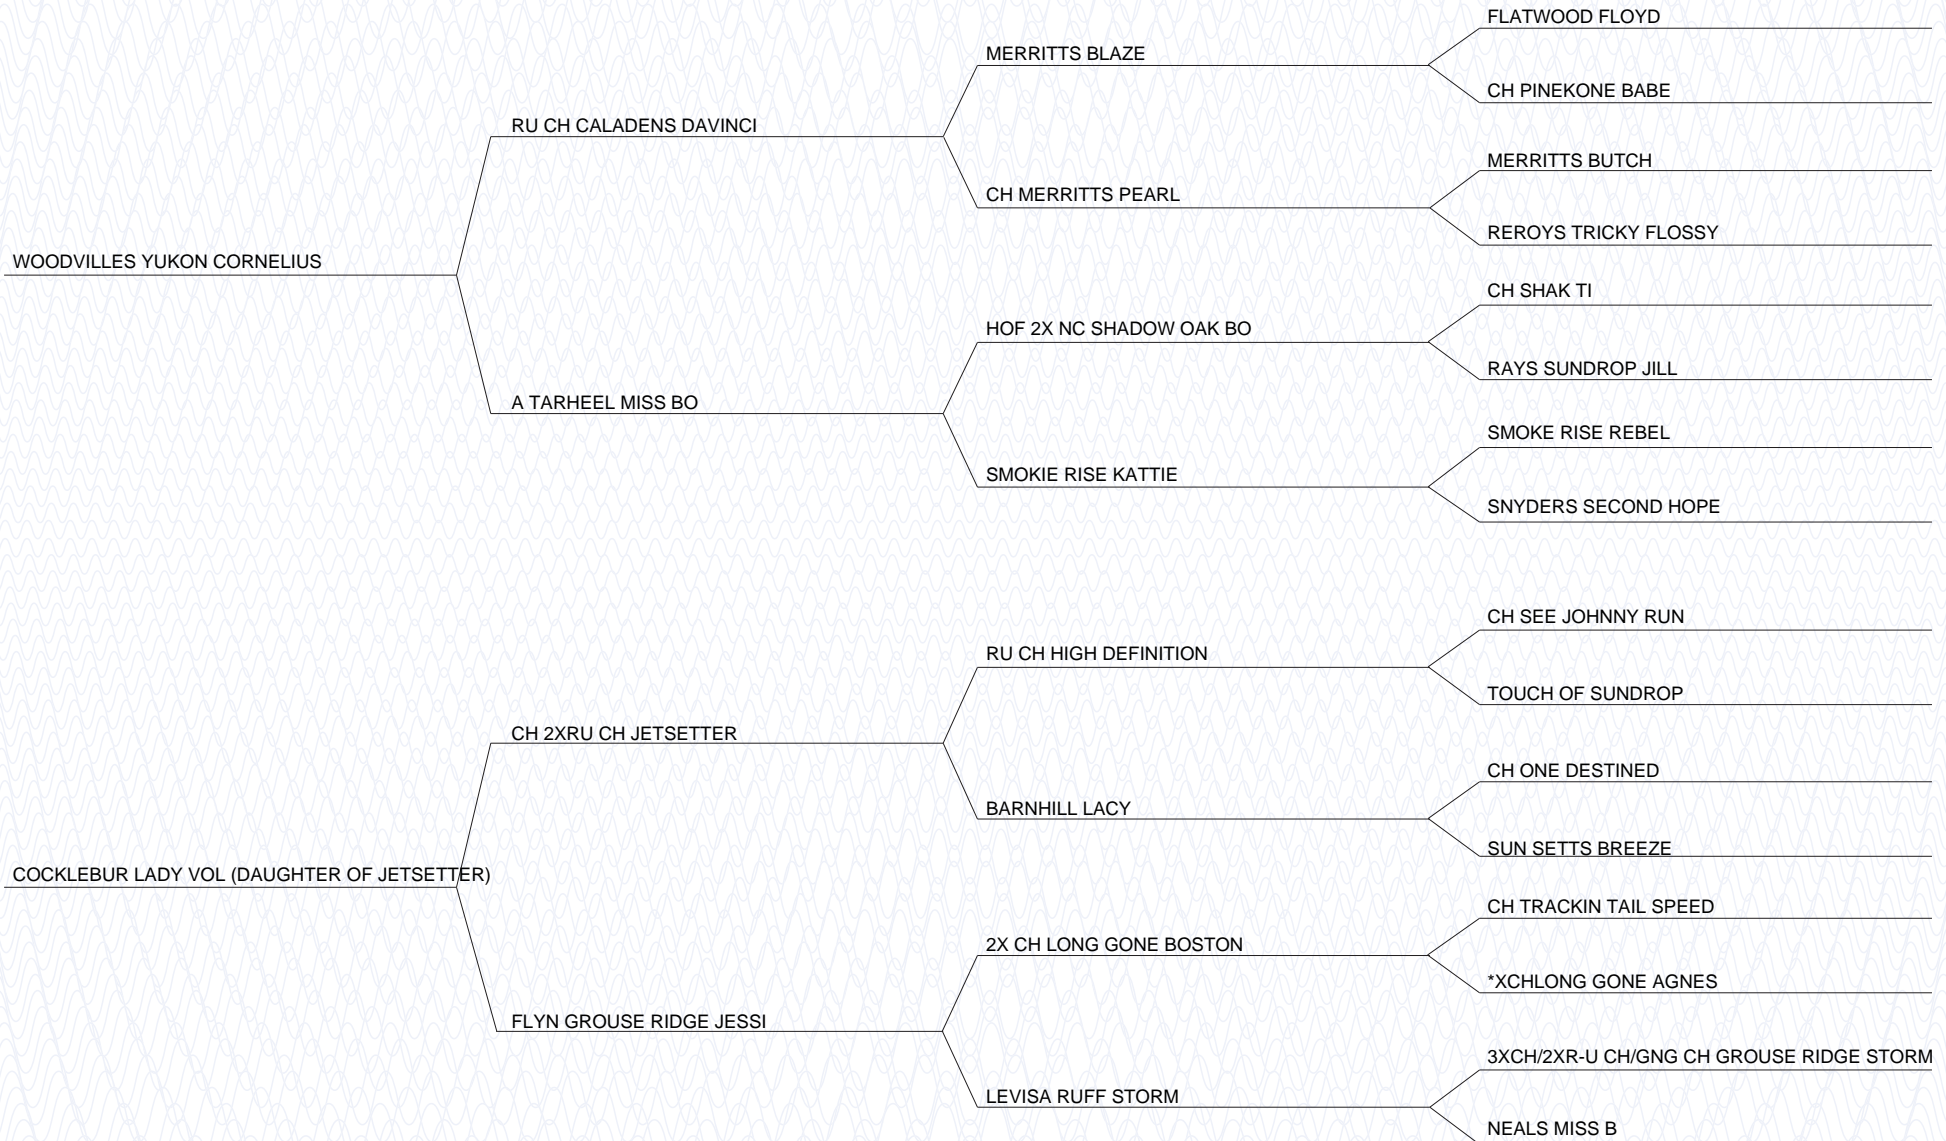 FLATWOOD FLOYD
MERRITTS BLAZE
CH PINEKONE BABE
RU CH CALADENS DAVINCI
MERRITTS BUTCH
CH MERRITTS PEARL
REROYS TRICKY FLOSSY
WOODVILLES YUKON CORNELIUS
CH SHAK TI
HOF 2X NC SHADOW OAK BO
RAYS SUNDROP JILL
A TARHEEL MISS BO
SMOKE RISE REBEL
SMOKIE RISE KATTIE
SNYDERS SECOND HOPE
CH SEE JOHNNY RUN
RU CH HIGH DEFINITION
TOUCH OF SUNDROP
CH 2XRU CH JETSETTER
CH ONE DESTINED
BARNHILL LACY
SUN SETTS BREEZE
COCKLEBUR LADY VOL (DAUGHTER OF JETSETTER)
CH TRACKIN TAIL SPEED
2X CH LONG GONE BOSTON
*XCHLONG GONE AGNES
FLYN GROUSE RIDGE JESSI
3XCH/2XR-U CH/GNG CH GROUSE RIDGE STORM
LEVISA RUFF STORM
NEALS MISS B